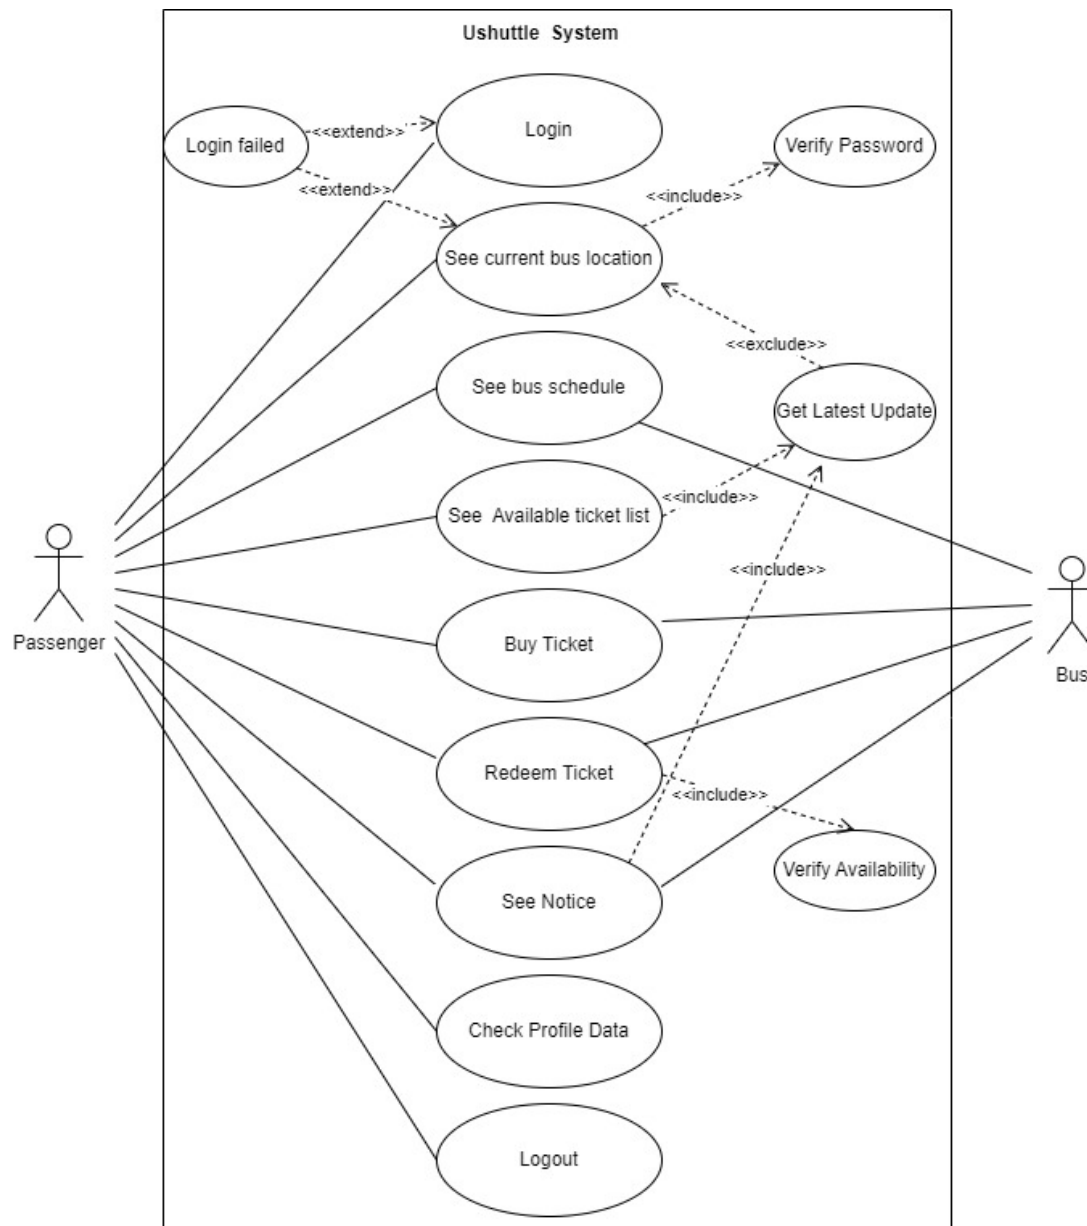 Ushuttle System
Login
Login failed
<<extend>>
Verify Password
<<extend>>
<<include>>
See current bus location
<<exclude>>
See bus schedule
Get Latest Update
<<include>>
See Available ticket list
<<include>>
Passenger
Buy Ticket
Bus
Redeem Ticket
<<include>>
Verify Availability
See Notice
Check Profile Data
Logout